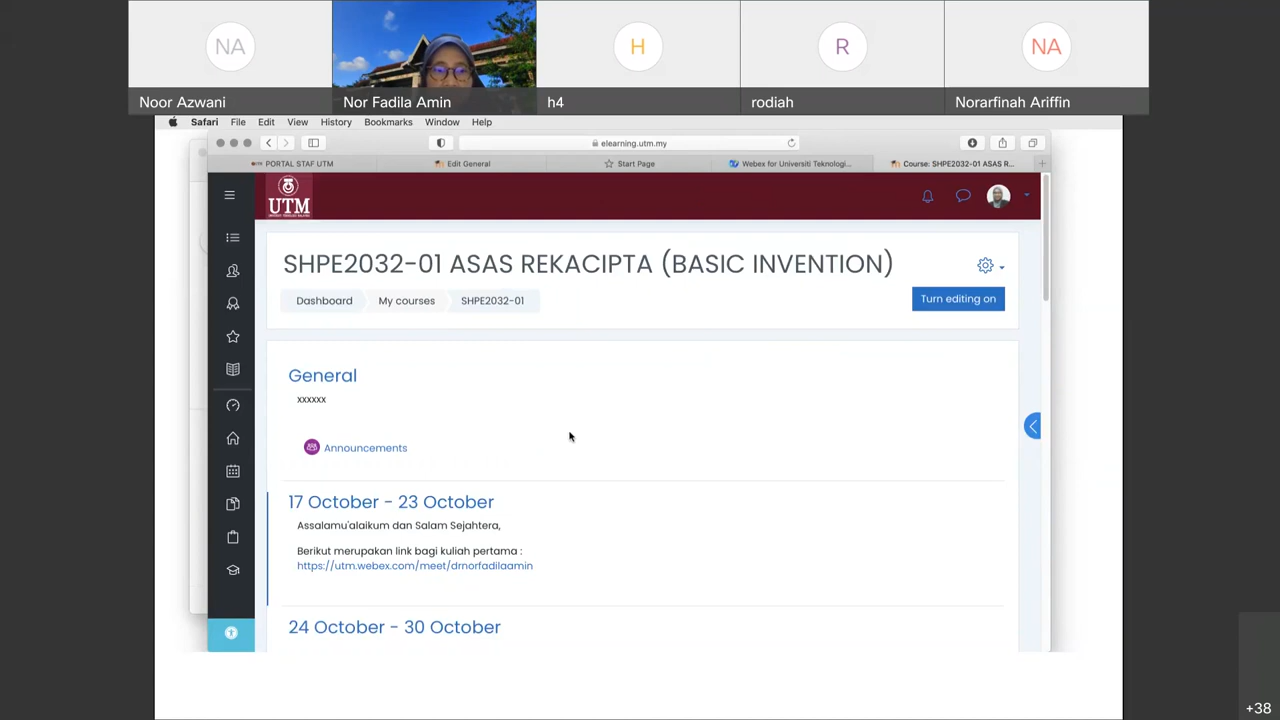 NA
H
R
NA
Noor Azwani
Nor Fadila Amin
h4
rodiah
Norarfinah Ariffin
Safari File Edit View History Bookmarks Window Help
elearning.utm.my
PORTAL STAF UTM
Edit General
Start Page
Webex for Universiti Teknologi...
Course: SHPE2032-01 ASAS R...
UTM
SHPE2032-01 ASAS REKACIPTA (BASIC INVENTION)
Dashboard
My courses
SHPE2032-01
Turn editing on
General
xxxxxx
Announcements
17 October - 23 October
Assalamu'alaikum dan Salam Sejahtera,
Berikut merupakan link bagi kuliah pertama :
https://utm.webex.com/meet/drnorfadilaamin
24 October - 30 October
+38